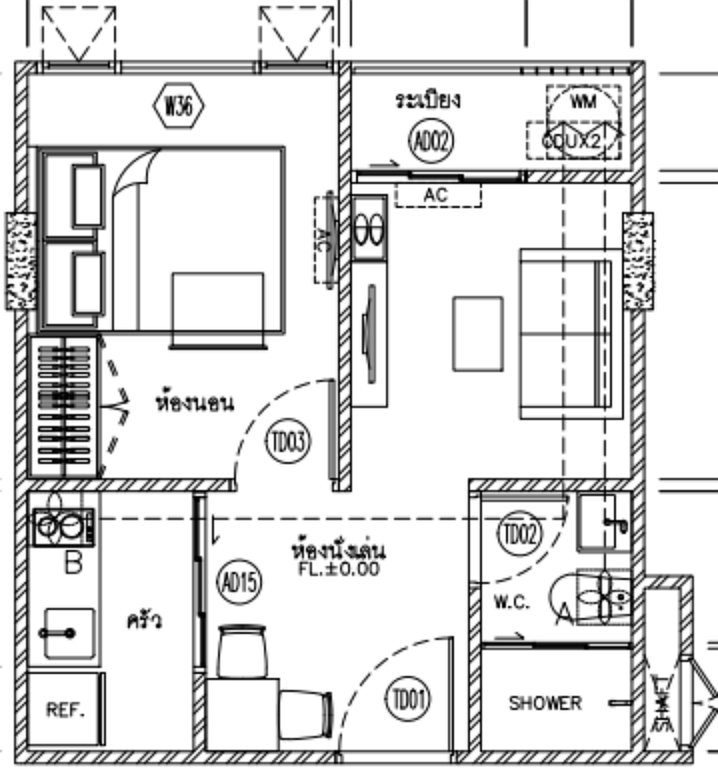 W36
ระเบียง
WM
AD02
CDUX2
AC
AC
ห้องนอน
TD03
ห้องนั่งเล่น
FL.±0.00
TD02
B
AD15
W.C.
A
ครัว
REF.
TD01
SHOWER